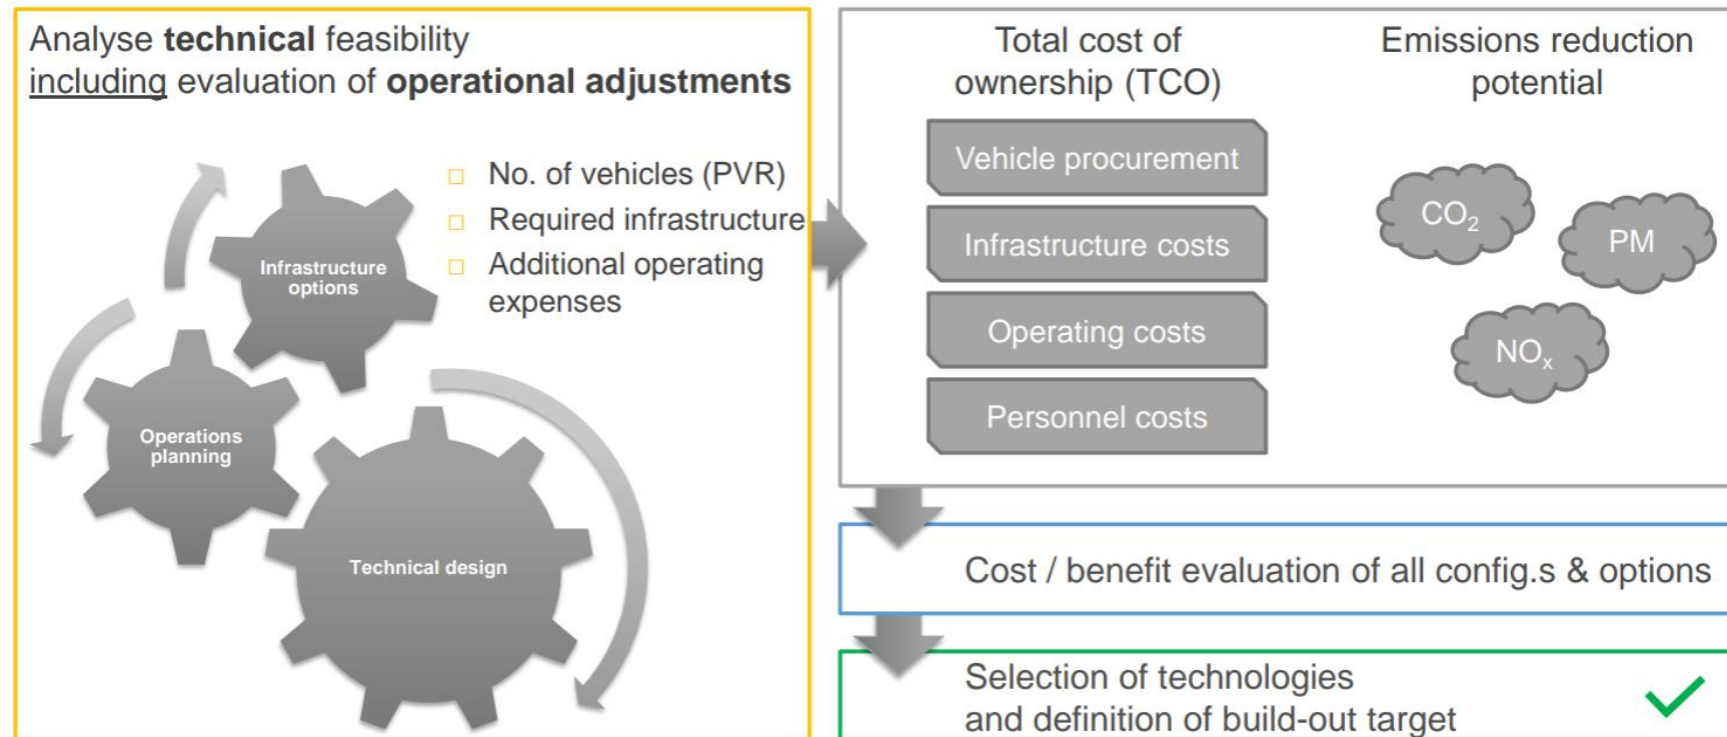 Analyse technical feasibility
including evaluation of operational adjustments
No. of vehicles (PVR)
Required infrastructure
Additional operating
expenses
Infrastructure
options
Operations
planning
Technical design
Total cost of
ownership (TCO)
Vehicle procurement
Infrastructure costs
Operating costs
Personnel costs
Emissions reduction
potential
CO₂
PM
NOₓ
Cost / benefit evaluation of all config.s & options
Selection of technologies
and definition of build-out target